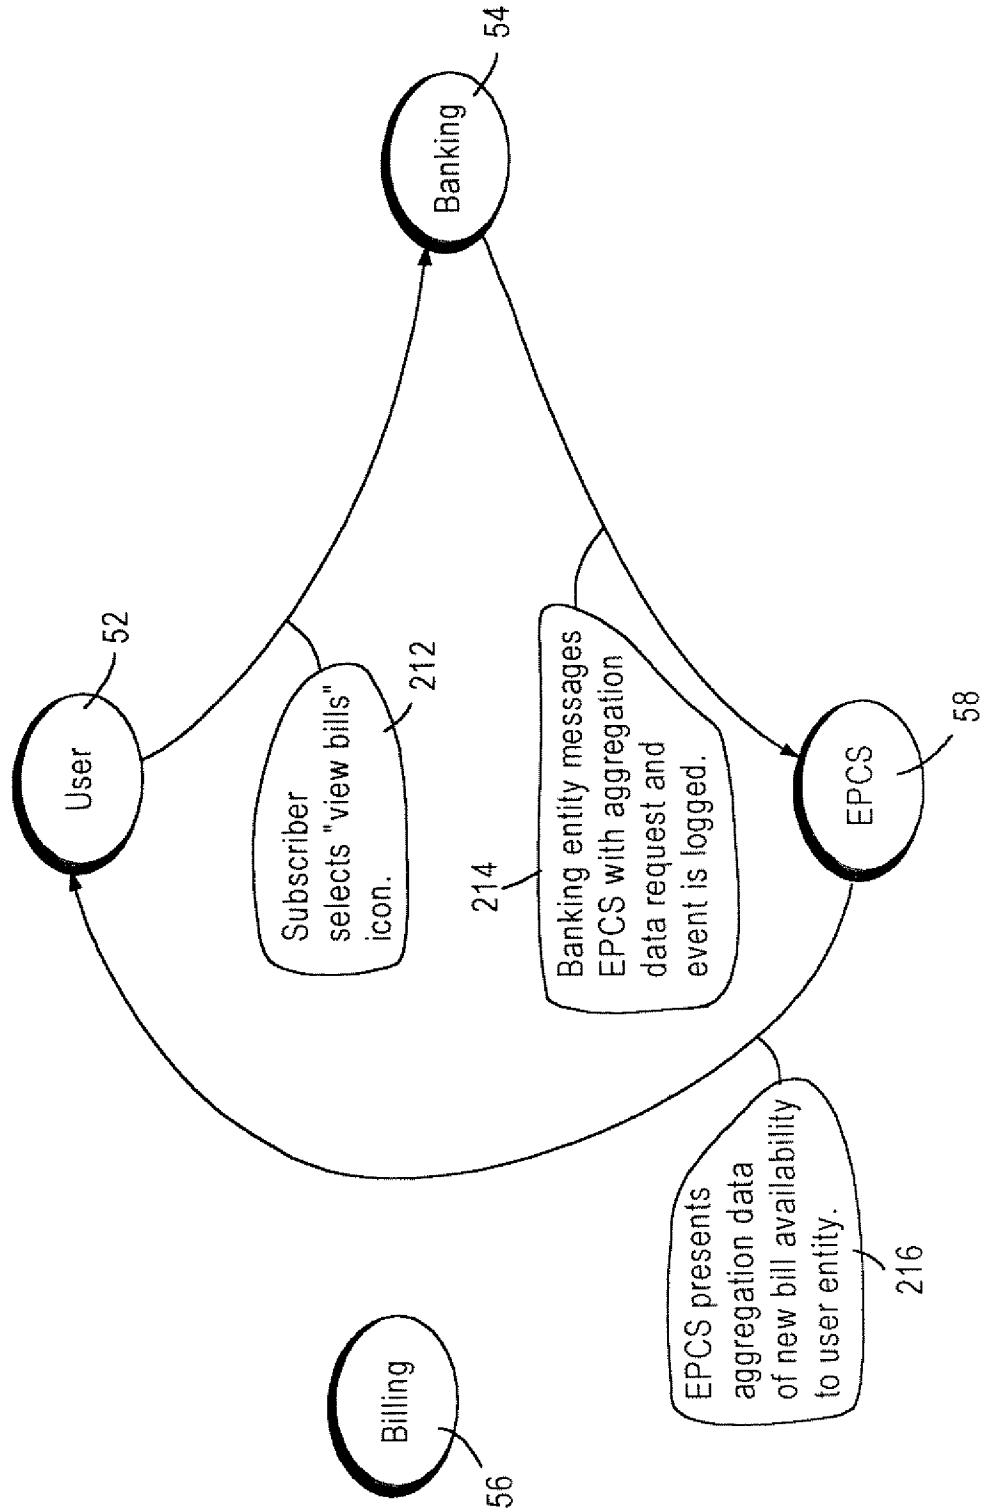 User
52
Banking
54
Subscriber
selects "view bills"
icon.
212
214
Banking entity messages
EPCS with aggregation
data request and
event is logged.
EPCS
58
Billing
56
EPCS presents
aggregation data
of new bill availability
to user entity.
216